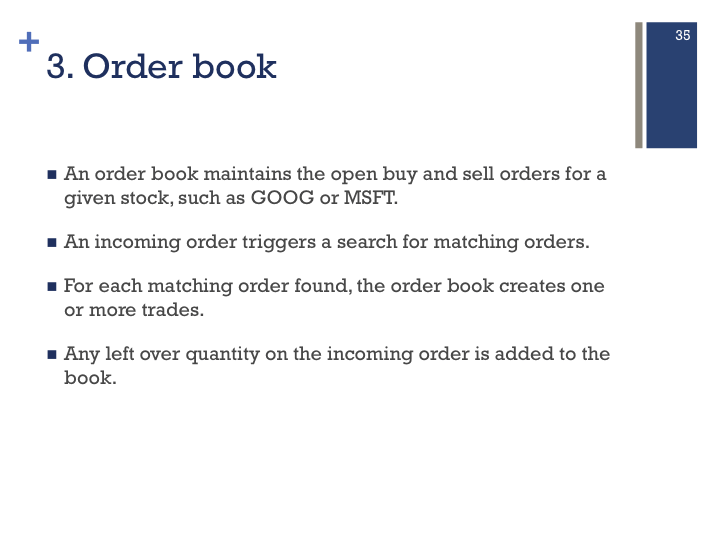 35
+
3. Order book
■ An order book maintains the open buy and sell orders for a
given stock, such as GOOG or MSFT.
■ An incoming order triggers a search for matching orders.
■ For each matching order found, the order book creates one
or more trades.
■ Any left over quantity on the incoming order is added to the
book.